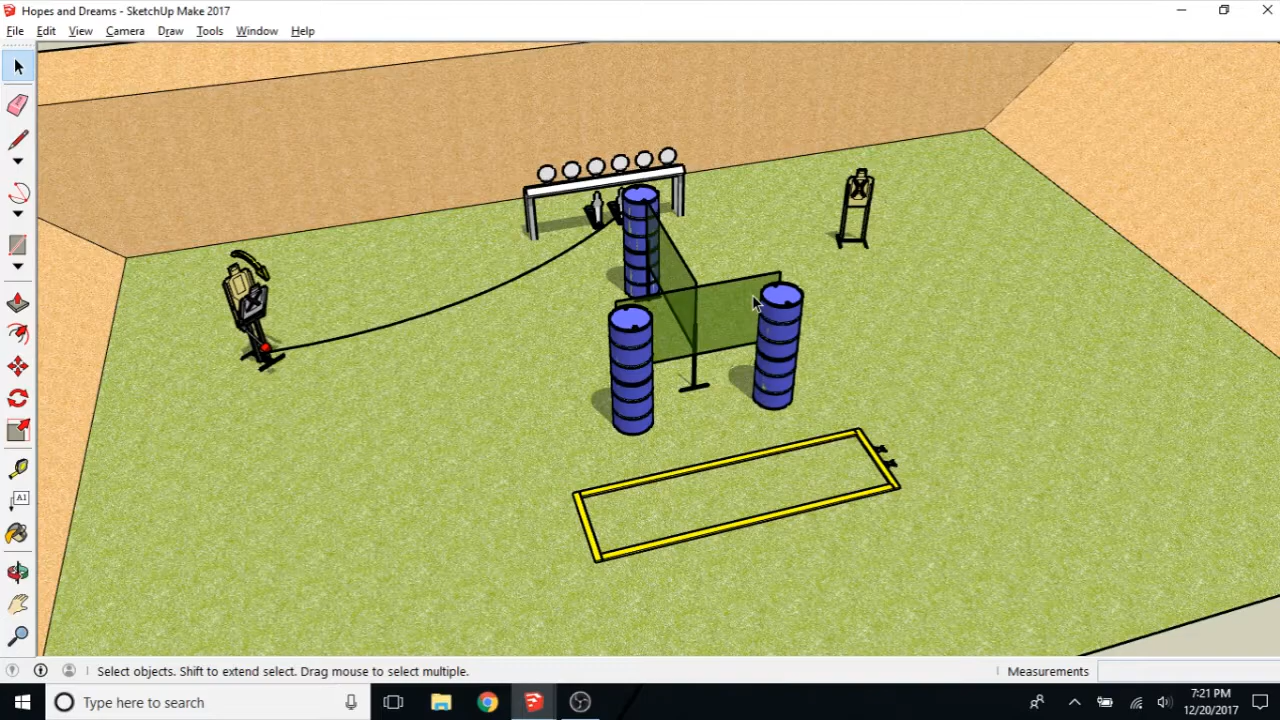 Hopes and Dreams - SketchUp Make 2017
File Edit View Camera Draw Tools Window Help
A1
Select objects. Shift to extend select. Drag mouse to select multiple.
Measurements
Type here to search
7:21 PM
12/20/2017